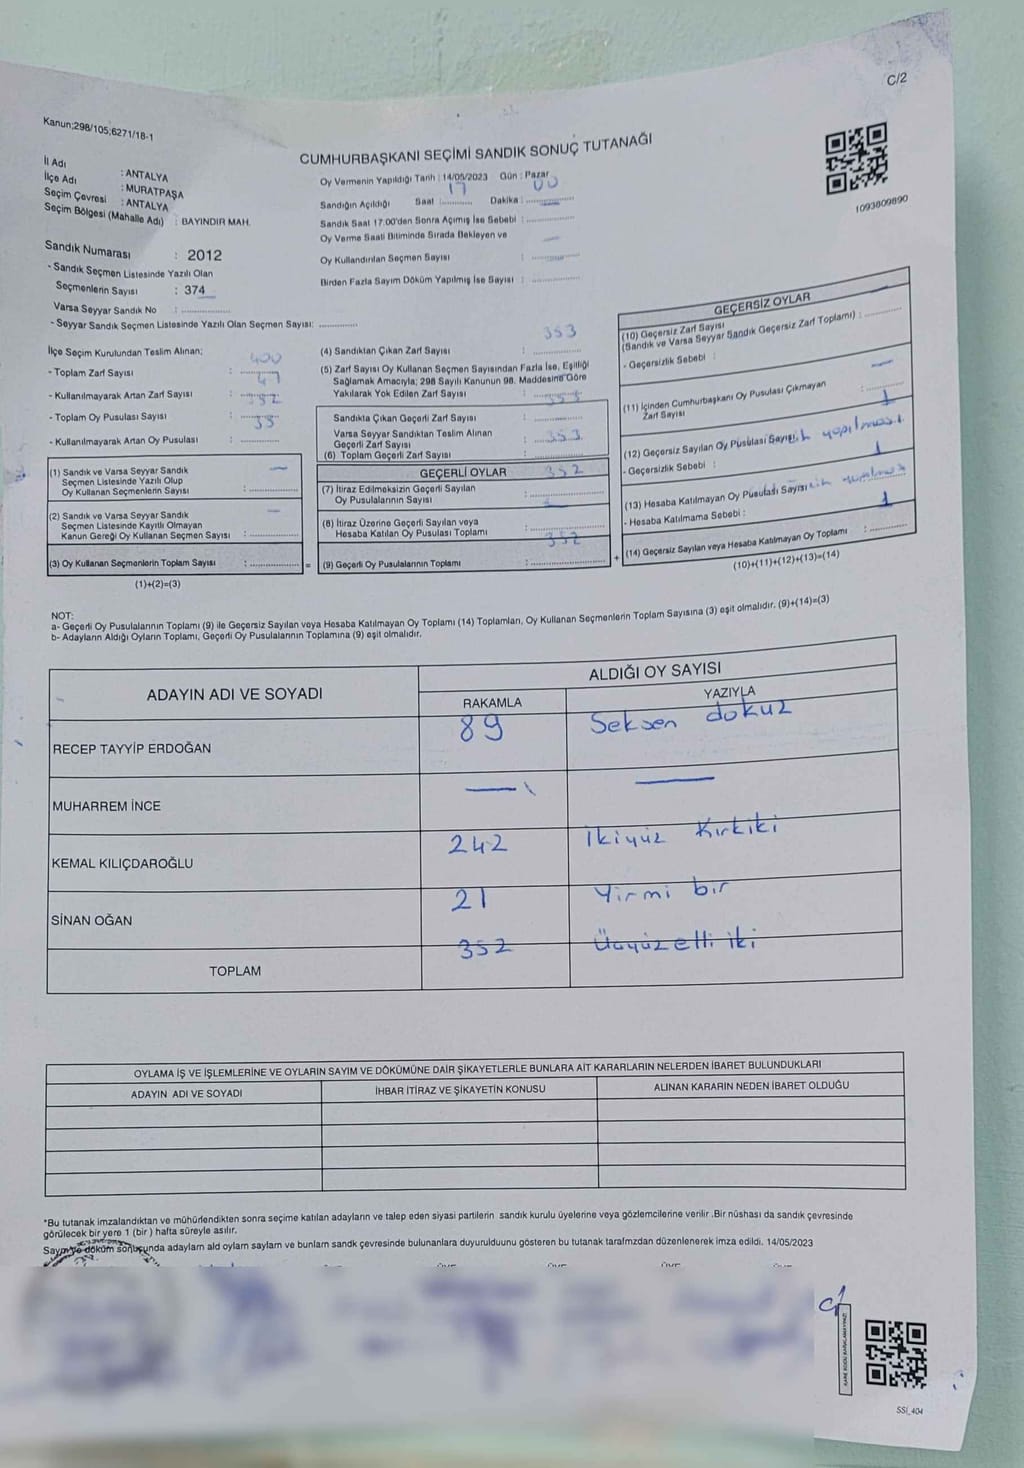 C/2
Kanun;298/105;6271/18-1
CUMHURBAŞKANI SEÇİMİ SANDIK SONUÇ TUTANAĞI
1093809890
İl Adı : ANTALYA
İlçe Adı : MURATPAŞA
Seçim Çevresi : ANTALYA
Seçim Bölgesi (Mahalle Adı) : BAYINDIR MAH.
Sandık Numarası : 2012
- Sandık Seçmen Listesinde Yazılı Olan
Seçmenlerin Sayısı : 374
Varsa Seyyar Sandık No : ..............
- Seyyar Sandık Seçmen Listesinde Yazılı Olan Seçmen Sayısı: ............
Oy Vermenin Yapıldığı Tarih : 14/05/2023 Gün : Pazar
Sandığın Açıldığı Saat 17 Dakika : 00
Sandık Saat 17.00'den Sonra Açımış İse Sebebi : ..............
Oy Verme Saati Bitiminde Sırada Bekleyen ve
Oy Kullandırılan Seçmen Sayısı : —
Birden Fazla Sayım Döküm Yapılmış İse Sayısı : ..............
İlçe Seçim Kurulundan Teslim Alınan;
- Toplam Zarf Sayısı : 400
- Kullanılmayarak Artan Zarf Sayısı : 47
- Toplam Oy Pusulası Sayısı :
- Kullanılmayarak Artan Oy Pusulası :
(1) Sandık ve Varsa Seyyar Sandık
Seçmen Listesinde Yazılı Olup
Oy Kullanan Seçmenlerin Sayısı : —
(2) Sandık ve Varsa Seyyar Sandık
Seçmen Listesinde Kayıtlı Olmayan
Kanun Gereği Oy Kullanan Seçmen Sayısı : —
(3) Oy Kullanan Seçmenlerin Toplam Sayısı : .............. =
(1)+(2)=(3)
(4) Sandıktan Çıkan Zarf Sayısı : 353
(5) Zarf Sayısı Oy Kullanan Seçmen Sayısından Fazla İse, Eşitliği
Sağlamak Amacıyla; 298 Sayılı Kanunun 98. Maddesine Göre
Yakılarak Yok Edilen Zarf Sayısı :
Sandıkta Çıkan Geçerli Zarf Sayısı : 353
Varsa Seyyar Sandıktan Teslim Alınan
Geçerli Zarf Sayısı :
(6) Toplam Geçerli Zarf Sayısı : 353
GEÇERLİ OYLAR
(7) İtiraz Edilmeksizin Geçerli Sayılan
Oy Pusulalarının Sayısı : 352
(8) İtiraz Üzerine Geçerli Sayılan veya
Hesaba Katılan Oy Pusulası Toplamı : —
(9) Geçerli Oy Pusulalarının Toplamı : 352 +
GEÇERSİZ OYLAR
(10) Geçersiz Zarf Sayısı
(Sandık ve Varsa Seyyar Sandık Geçersiz Zarf Toplamı) : —
- Geçersizlik Sebebi :
(11) İçinden Cumhurbaşkanı Oy Pusulası Çıkmayan
Zarf Sayısı : —
(12) Geçersiz Sayılan Oy Pusulası Sayısı 1
- Geçersizlik Sebebi : yapılmış
(13) Hesaba Katılmayan Oy Pusulası Sayısı 1
- Hesaba Katılmama Sebebi :
(14) Geçersiz Sayılan veya Hesaba Katılmayan Oy Toplamı : 1
(10)+(11)+(12)+(13)=(14)
NOT:
a- Geçerli Oy Pusulalarının Toplamı (9) ile Geçersiz Sayılan veya Hesaba Katılmayan Oy Toplamı (14) Toplamları, Oy Kullanan Seçmenlerin Toplam Sayısına (3) eşit olmalıdır. (9)+(14)=(3)
b- Adayların Aldığı Oyların Toplamı, Geçerli Oy Pusulalarının Toplamına (9) eşit olmalıdır.
ADAYIN ADI VE SOYADI ALDIĞI OY SAYISI
RAKAMLA YAZIYLA
RECEP TAYYİP ERDOĞAN 89 Seksen dokuz
MUHARREM İNCE — —
KEMAL KILIÇDAROĞLU 242 İkiyüz Kırkiki
SİNAN OĞAN 21 Yirmi bir
TOPLAM 352 Üçyüzelli iki
OYLAMA İŞ VE İŞLEMLERİNE VE OYLARIN SAYIM VE DÖKÜMÜNE DAİR ŞİKAYETLERLE BUNLARA AİT KARARLARIN NELERDEN İBARET BULUNDUKLARI
ADAYIN ADI VE SOYADI İHBAR İTİRAZ VE ŞİKAYETİN KONUSU ALINAN KARARIN NEDEN İBARET OLDUĞU
*Bu tutanak imzalandıktan ve mühürlendikten sonra seçime katılan adayların ve talep eden siyasi partilerin sandık kurulu üyelerine veya gözlemcilerine verilir .Bir nüshası da sandık çevresinde
görülecek bir yere 1 (bir ) hafta süreyle asılır.
Sayım ve döküm sonuçunda adayların ald oyların sayların ve bunların sandk çevresinde bulunanlara duyurulduunu gösteren bu tutanak tarafmzdan düzenlenerek imza edildi. 14/05/2023
SSİ_404